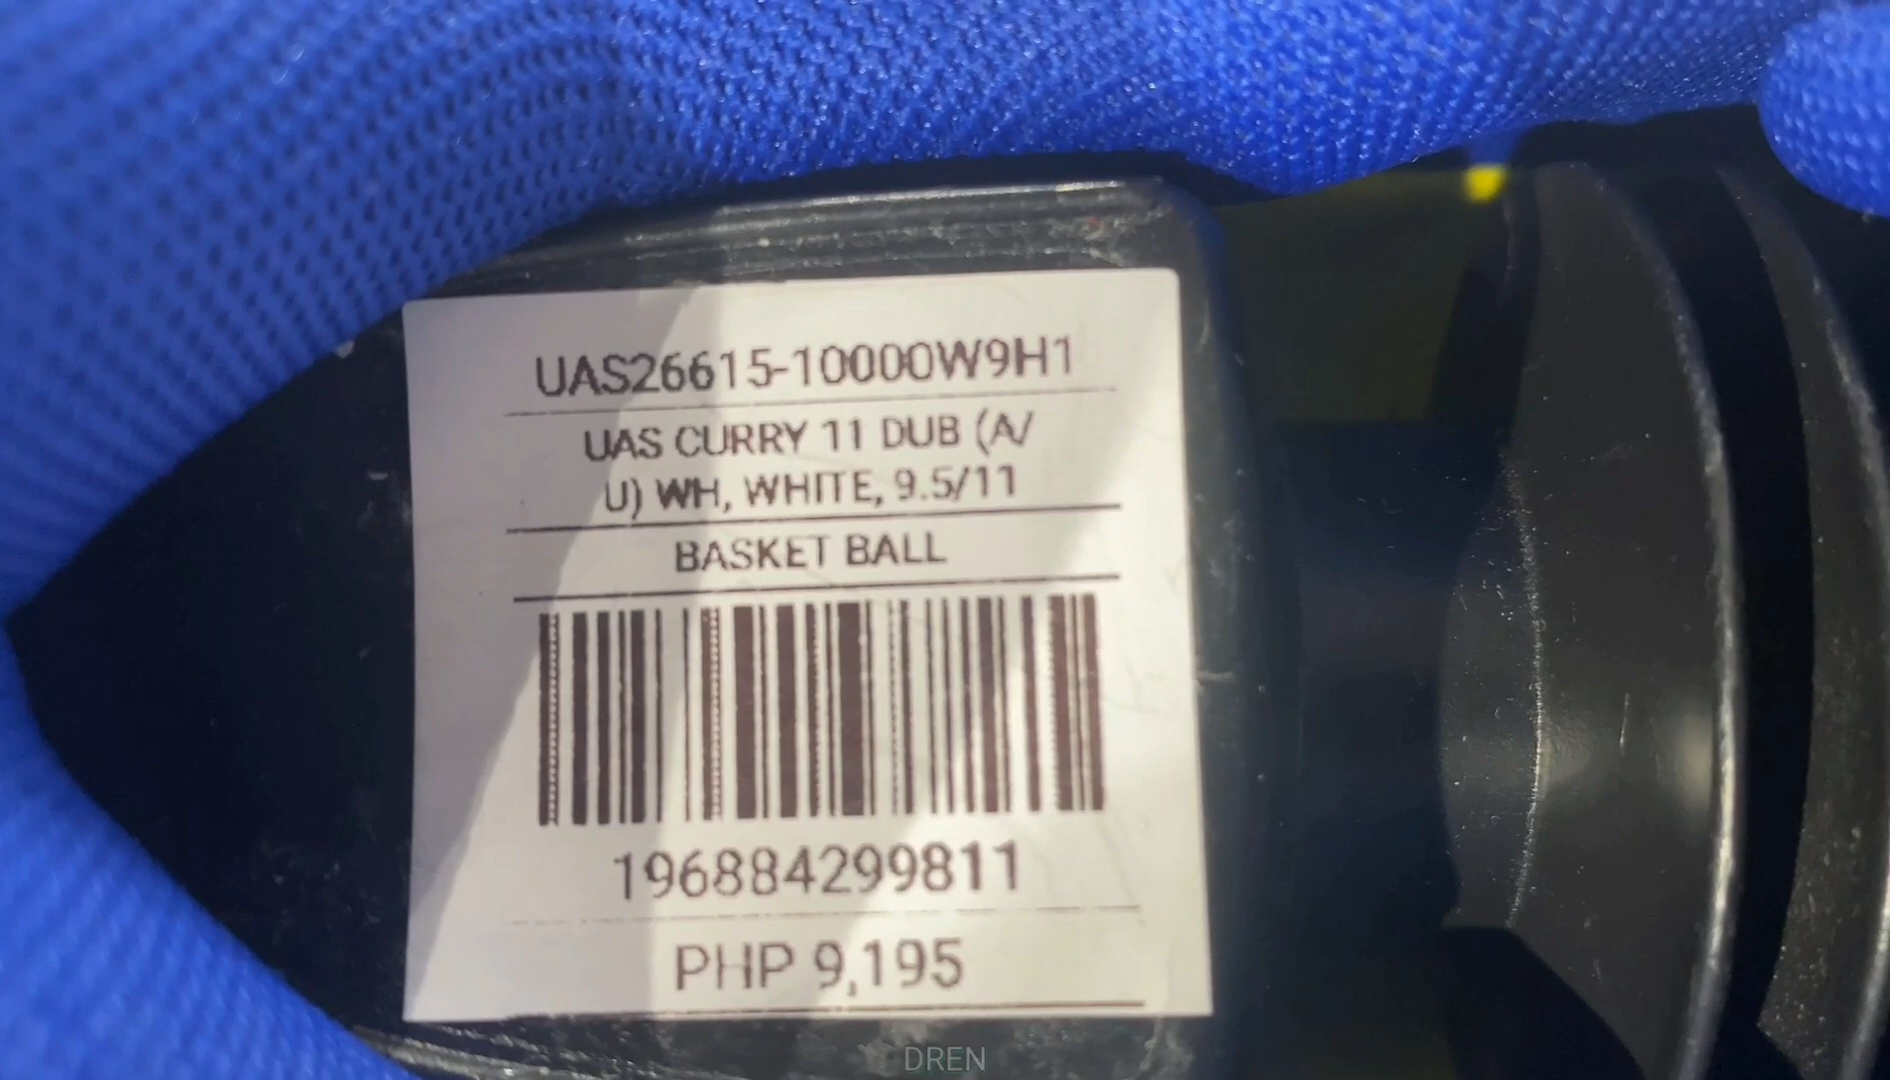 UAS26615-10000W9H1
UAS CURRY 11 DUB (A/
U) WH, WHITE, 9.5/11
BASKET BALL
196884299811
PHP 9,195
DREN